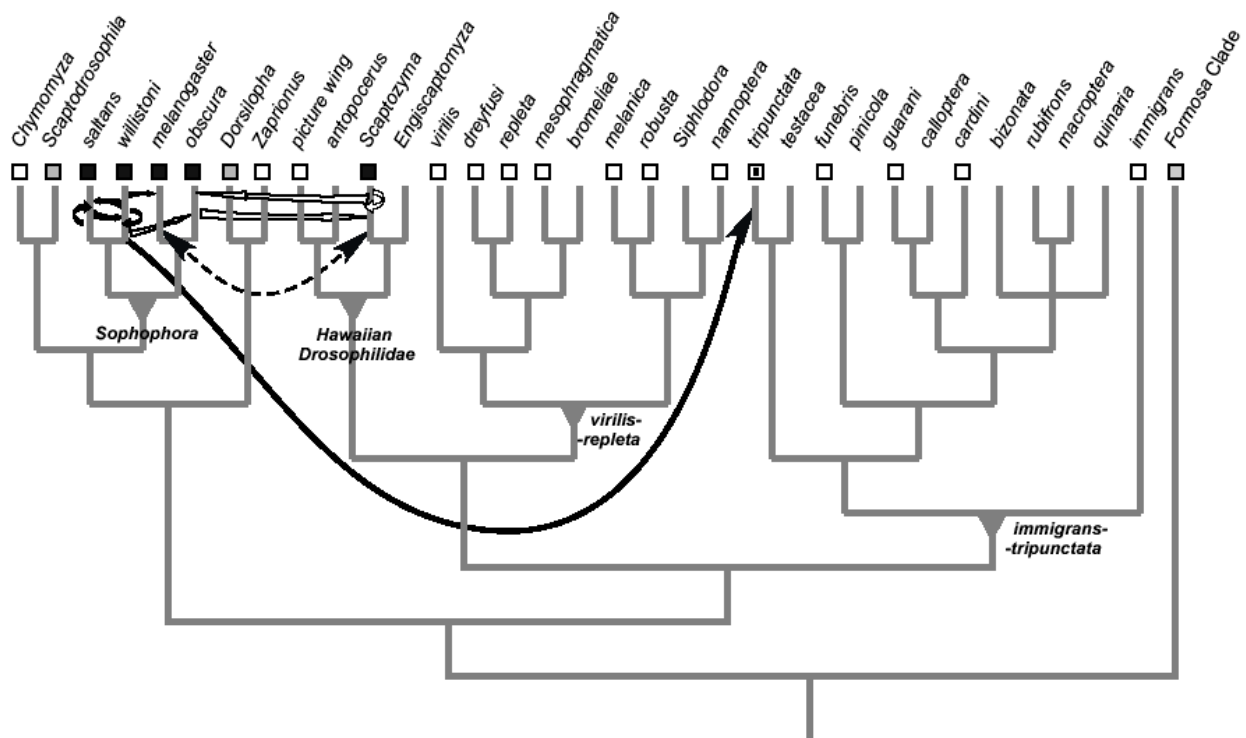 Chymomyza
Scaptodrosophila
saltans
willistoni
melanogaster
obscura
Dorsilopha
Zaprionus
picture wing
antopocerus
Scaptozyma
Engiscaptomyza
virilis
dreyfusi
repleta
mesophragmatica
bromeliae
melanica
robusta
Siphlodora
nannoptera
tripunctata
testacea
funebris
pinicola
guarani
calloptera
cardini
bizonata
rubifrons
macroptera
quinaria
immigrans
Formosa Clade
Sophophora
Hawaiian
Drosophilidae
virilis-
-repleta
immigrans-
-tripunctata